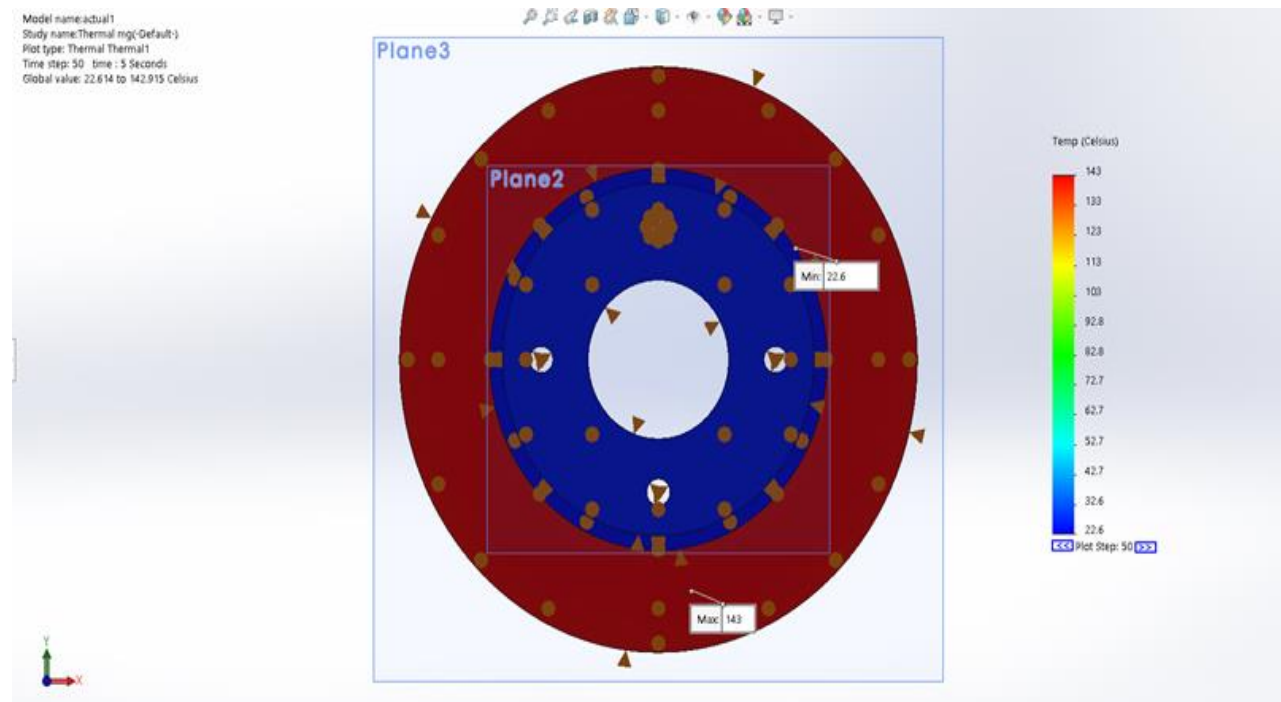 Model name:actual1
Study name:Thermal mg(-Default-)
Plot type: Thermal Thermal1
Time step: 50 time : 5 Seconds
Global value: 22.614 to 142.915 Celsius
Plane3
Plane2
Min: 22.6
Max: 143
Temp (Celsius)
143
133
123
113
103
92.8
82.8
72.7
62.7
52.7
42.7
32.6
22.6
<< Plot Step: 50 >>
Y
X